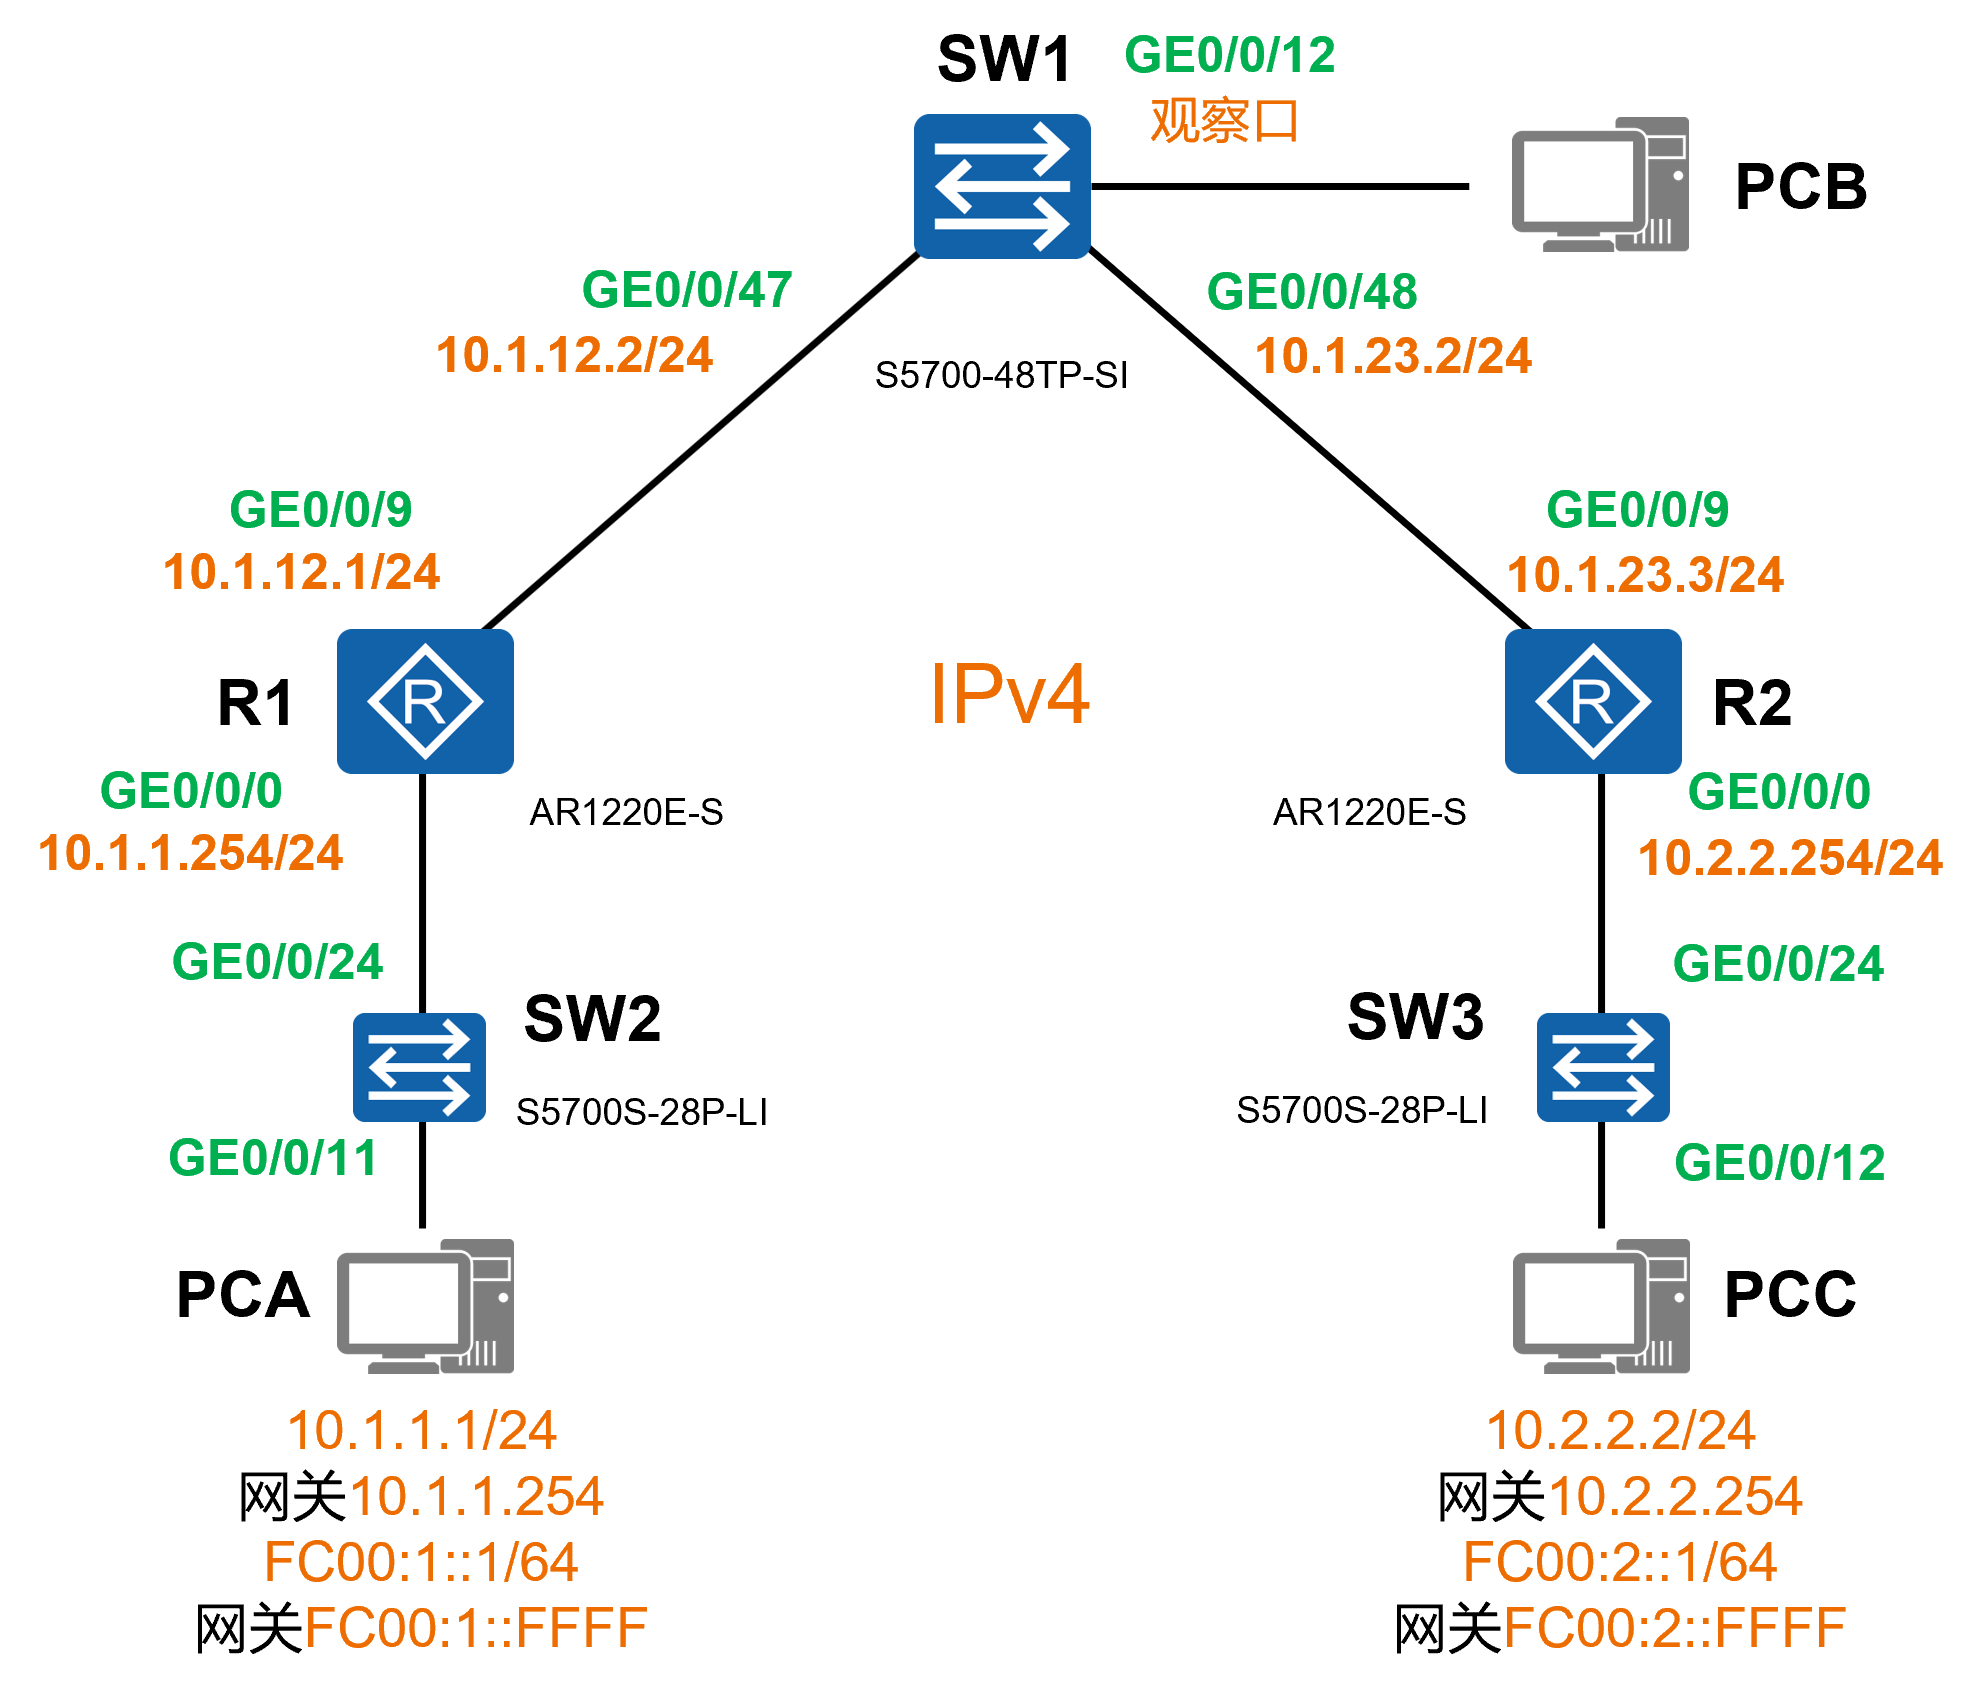 SW1
GE0/0/12
观察口
PCB
GE0/0/47
10.1.12.2/24
GE0/0/48
10.1.23.2/24
S5700-48TP-SI
GE0/0/9
10.1.12.1/24
GE0/0/9
10.1.23.3/24
R1
R
IPv4
R
R2
GE0/0/0
10.1.1.254/24
AR1220E-S
AR1220E-S
GE0/0/0
10.2.2.254/24
GE0/0/24
SW2
S5700S-28P-LI
GE0/0/24
SW3
S5700S-28P-LI
GE0/0/11
GE0/0/12
PCA
PCC
10.1.1.1/24
网关10.1.1.254
FC00:1::1/64
网关FC00:1::FFFF
10.2.2.2/24
网关10.2.2.254
FC00:2::1/64
网关FC00:2::FFFF